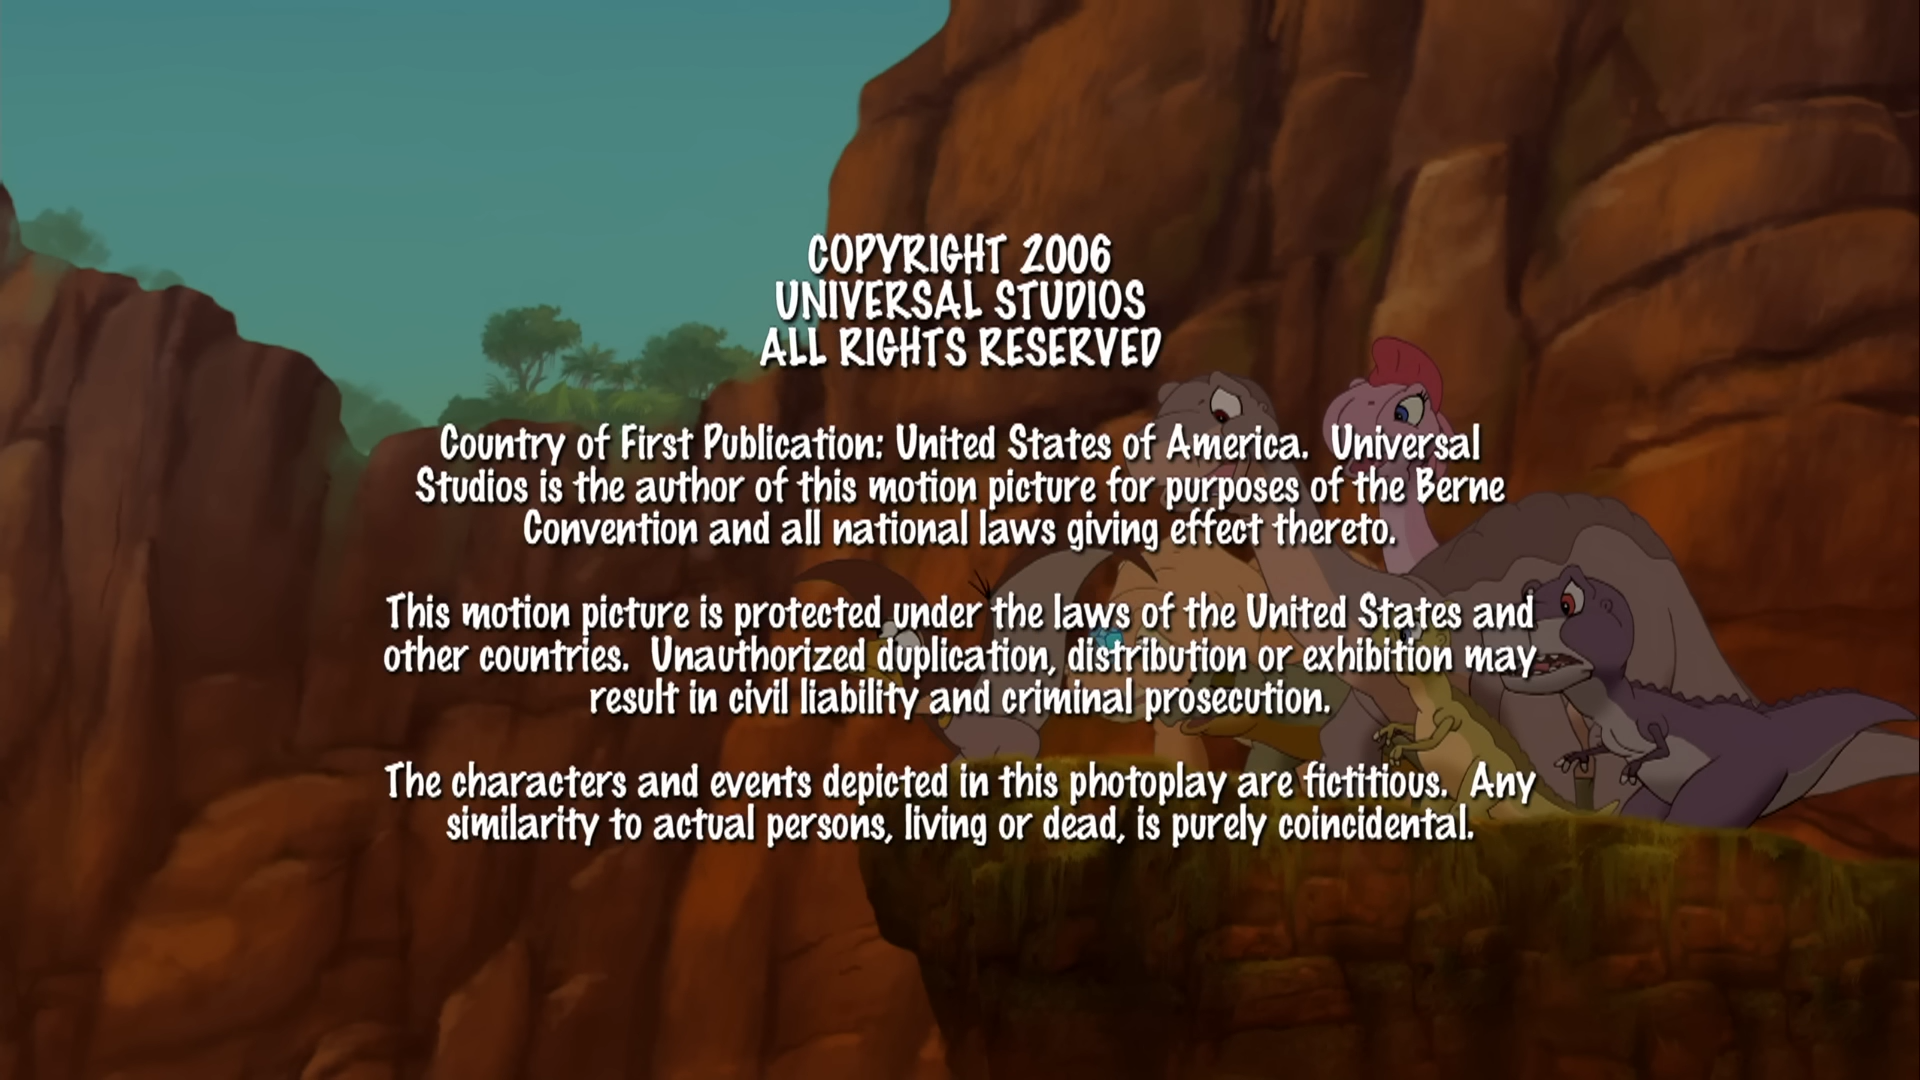 COPYRIGHT 2006
UNIVERSAL STUDIOS
ALL RIGHTS RESERVED
Country of First Publication: United States of America.  Universal
Studios is the author of this motion picture for purposes of the Berne
Convention and all national laws giving effect thereto.
This motion picture is protected under the laws of the United States and
other countries.  Unauthorized duplication, distribution or exhibition may
result in civil liability and criminal prosecution.
The characters and events depicted in this photoplay are fictitious.  Any
similarity to actual persons, living or dead, is purely coincidental.